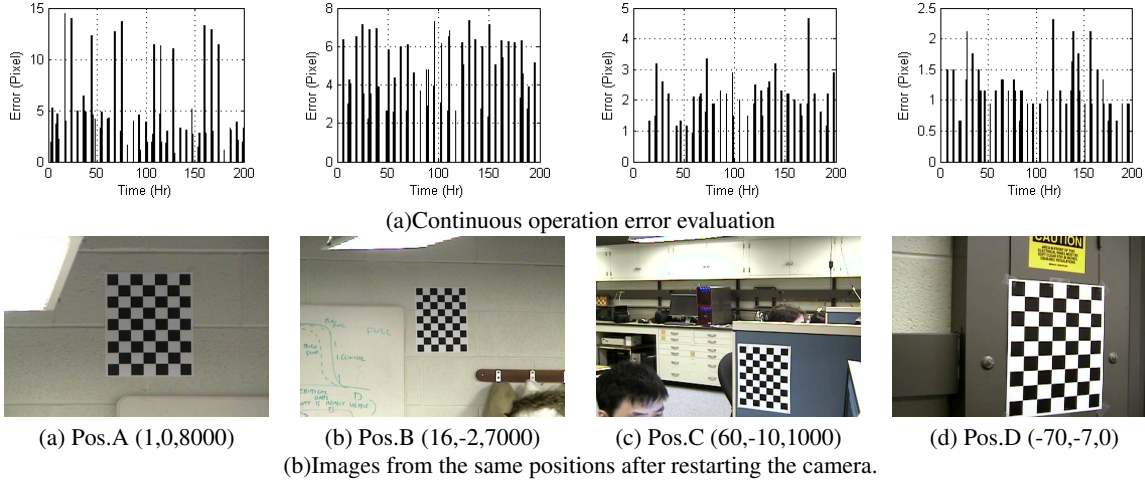 15
10
5
0
Error (Pixel)
0 50 100 150 200
Time (Hr)
8
6
4
2
0
Error (Pixel)
0 50 100 150 200
Time (Hr)
5
4
3
2
1
0
Error (Pixel)
0 50 100 150 200
Time (Hr)
2.5
2
1.5
1
0.5
0
Error (Pixel)
0 50 100 150 200
Time (Hr)
(a)Continuous operation error evaluation
FULL
D
CAUTION
(a) Pos.A (1,0,8000)
(b) Pos.B (16,-2,7000)
(c) Pos.C (60,-10,1000)
(d) Pos.D (-70,-7,0)
(b)Images from the same positions after restarting the camera.